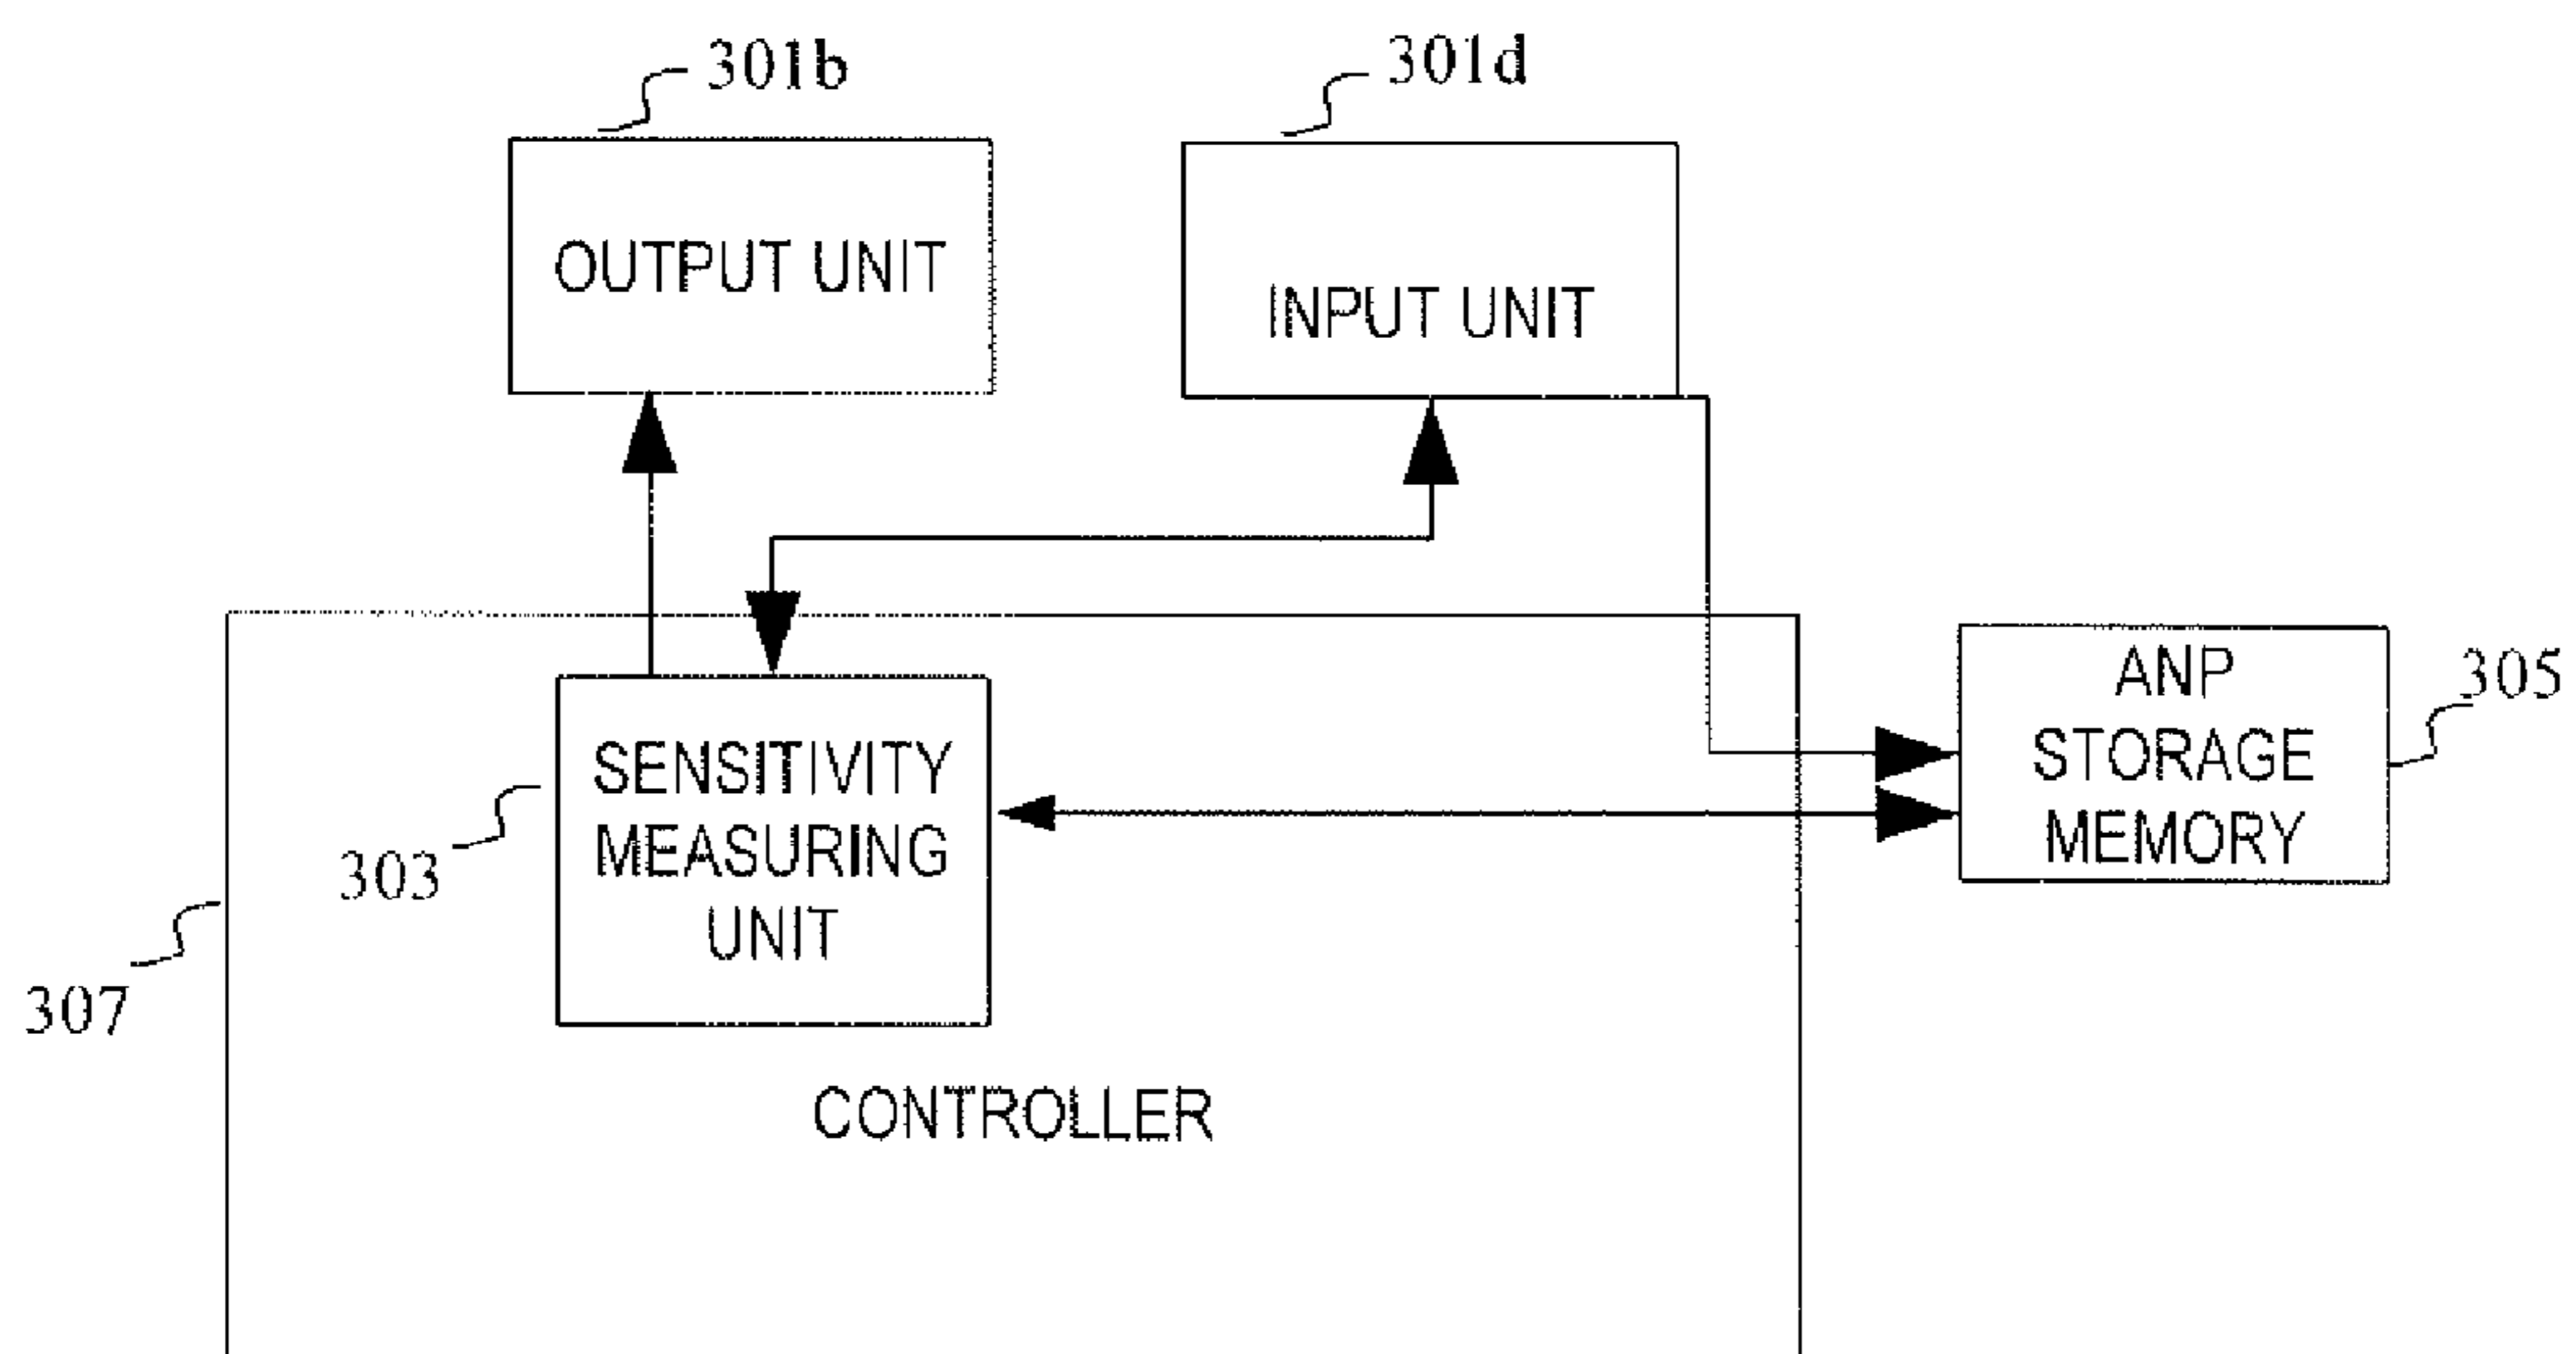 301b
301d
OUTPUT UNIT
INPUT UNIT
ANP
STORAGE
MEMORY
305
SENSITIVITY
MEASURING
UNIT
303
307
CONTROLLER